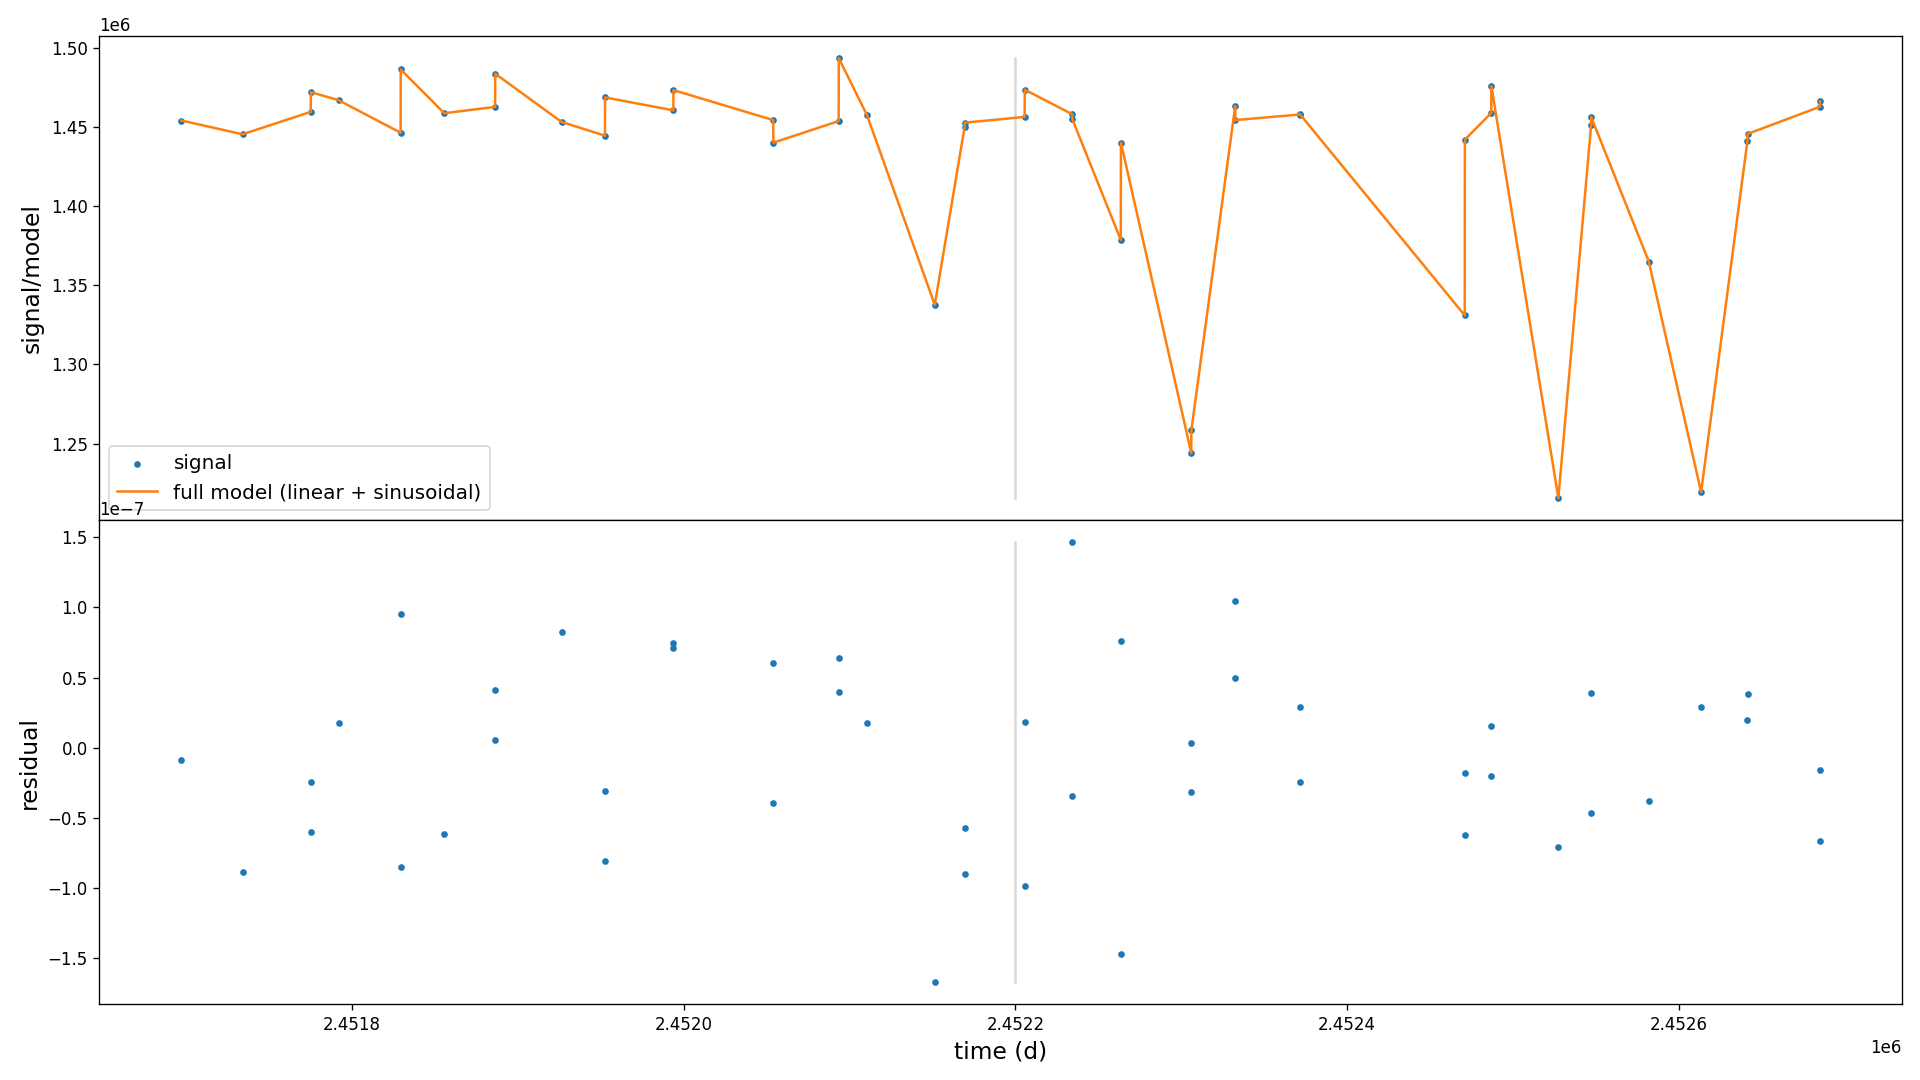 1e6
1.50
1.45
1.40
1.35
1.30
1.25
signal/model
signal
full model (linear + sinusoidal)
1e−7
1.5
1.0
0.5
0.0
−0.5
−1.0
−1.5
residual
2.4518 2.4520 2.4522 2.4524 2.4526
time (d)
1e6